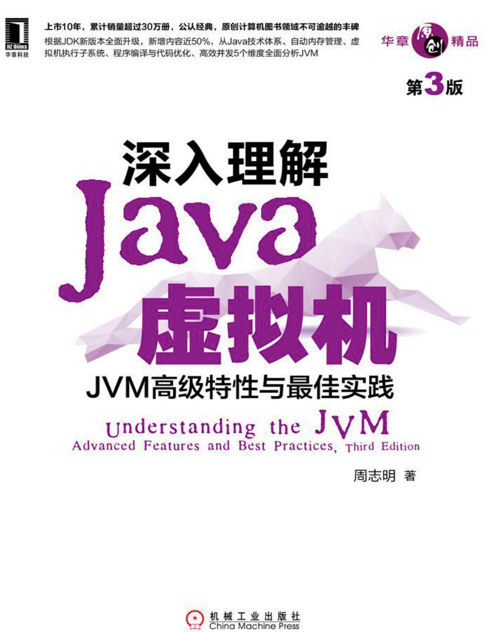 上市10年，累计销量超过30万册，公认经典，原创计算机图书领域不可逾越的丰碑
根据JDK新版本全面升级，新增内容近50%，从Java技术体系、自动内存管理、虚
拟机执行子系统、程序编译与代码优化、高效并发5个维度全面分析JVM
HZ Books
华章科技
华章原创精品
第3版
深入理解
Java
虚拟机
JVM高级特性与最佳实践
Understanding the JVM
Advanced Features and Best Practices, Third Edition
周志明 著
机械工业出版社
China Machine Press